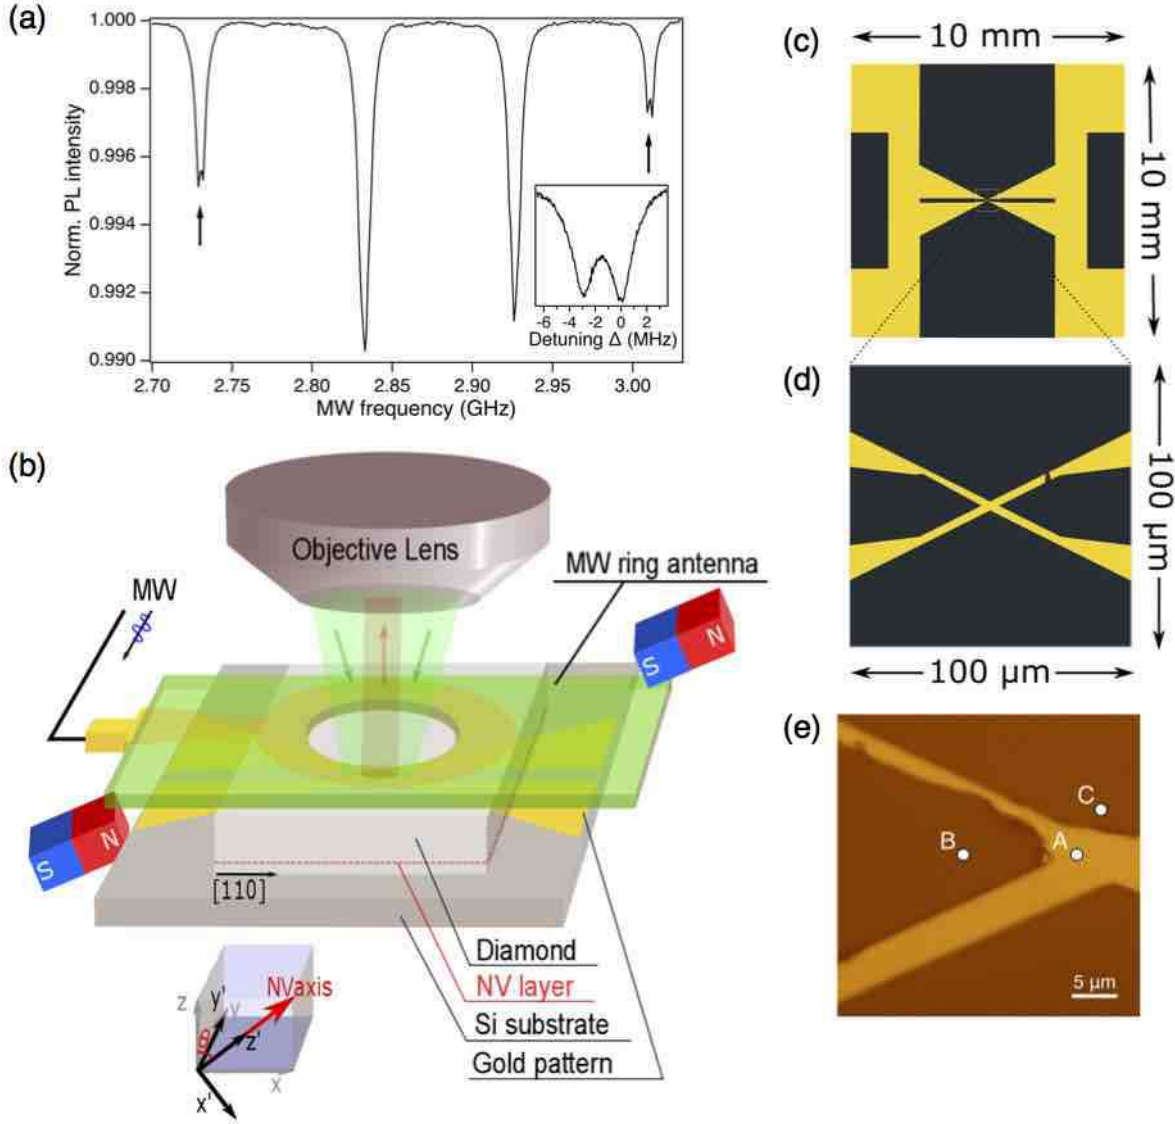 (a)
1.000
0.998
0.996
0.994
0.992
0.990
Norm. PL intensity
2.70 2.75 2.80 2.85 2.90 2.95 3.00
MW frequency (GHz)
-6 -4 -2 0 2
Detuning Δ (MHz)
(b)
Objective Lens
MW
MW ring antenna
S N
S N
[110]
Diamond
NV layer
Si substrate
Gold pattern
NVaxis
z y' y
z'
x
x'
(c)
10 mm
10 mm
(d)
100 μm
100 μm
(e)
C
B A
5 μm